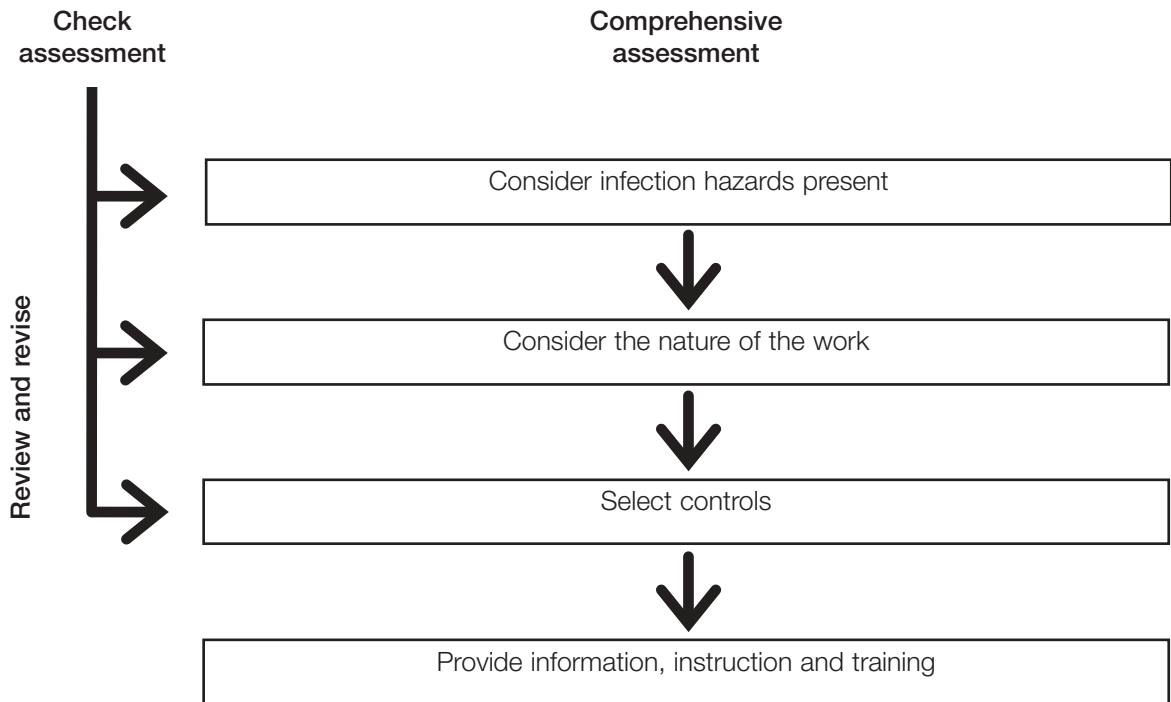 Check
assessment
Comprehensive
assessment
Consider infection hazards present
Consider the nature of the work
Review and revise
Select controls
Provide information, instruction and training